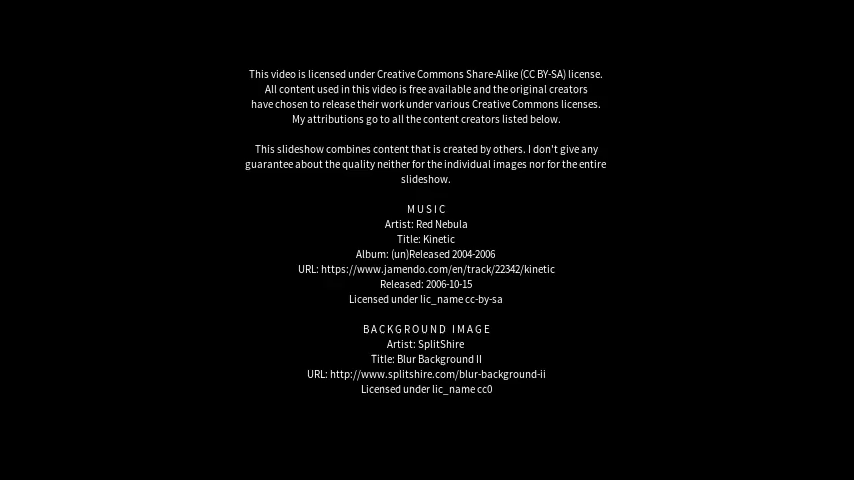 This video is licensed under Creative Commons Share-Alike (CC BY-SA) license.
All content used in this video is free available and the original creators
have chosen to release their work under various Creative Commons licenses.
My attributions go to all the content creators listed below.
This slideshow combines content that is created by others. I don't give any
guarantee about the quality neither for the individual images nor for the entire
slideshow.
MUSIC
Artist: Red Nebula
Title: Kinetic
Album: (un)Released 2004-2006
URL: https://www.jamendo.com/en/track/22342/kinetic
Released: 2006-10-15
Licensed under lic_name cc-by-sa
BACKGROUND IMAGE
Artist: SplitShire
Title: Blur Background II
URL: http://www.splitshire.com/blur-background-ii
Licensed under lic_name cc0